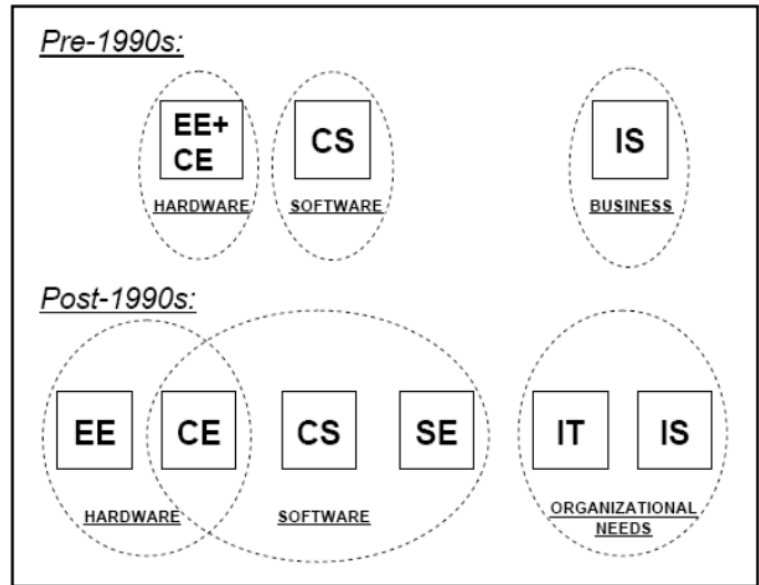 Pre-1990s:
EE+
CE
CS
IS
HARDWARE
SOFTWARE
BUSINESS
Post-1990s:
EE
CE
CS
SE
IT
IS
HARDWARE
SOFTWARE
ORGANIZATIONAL
NEEDS